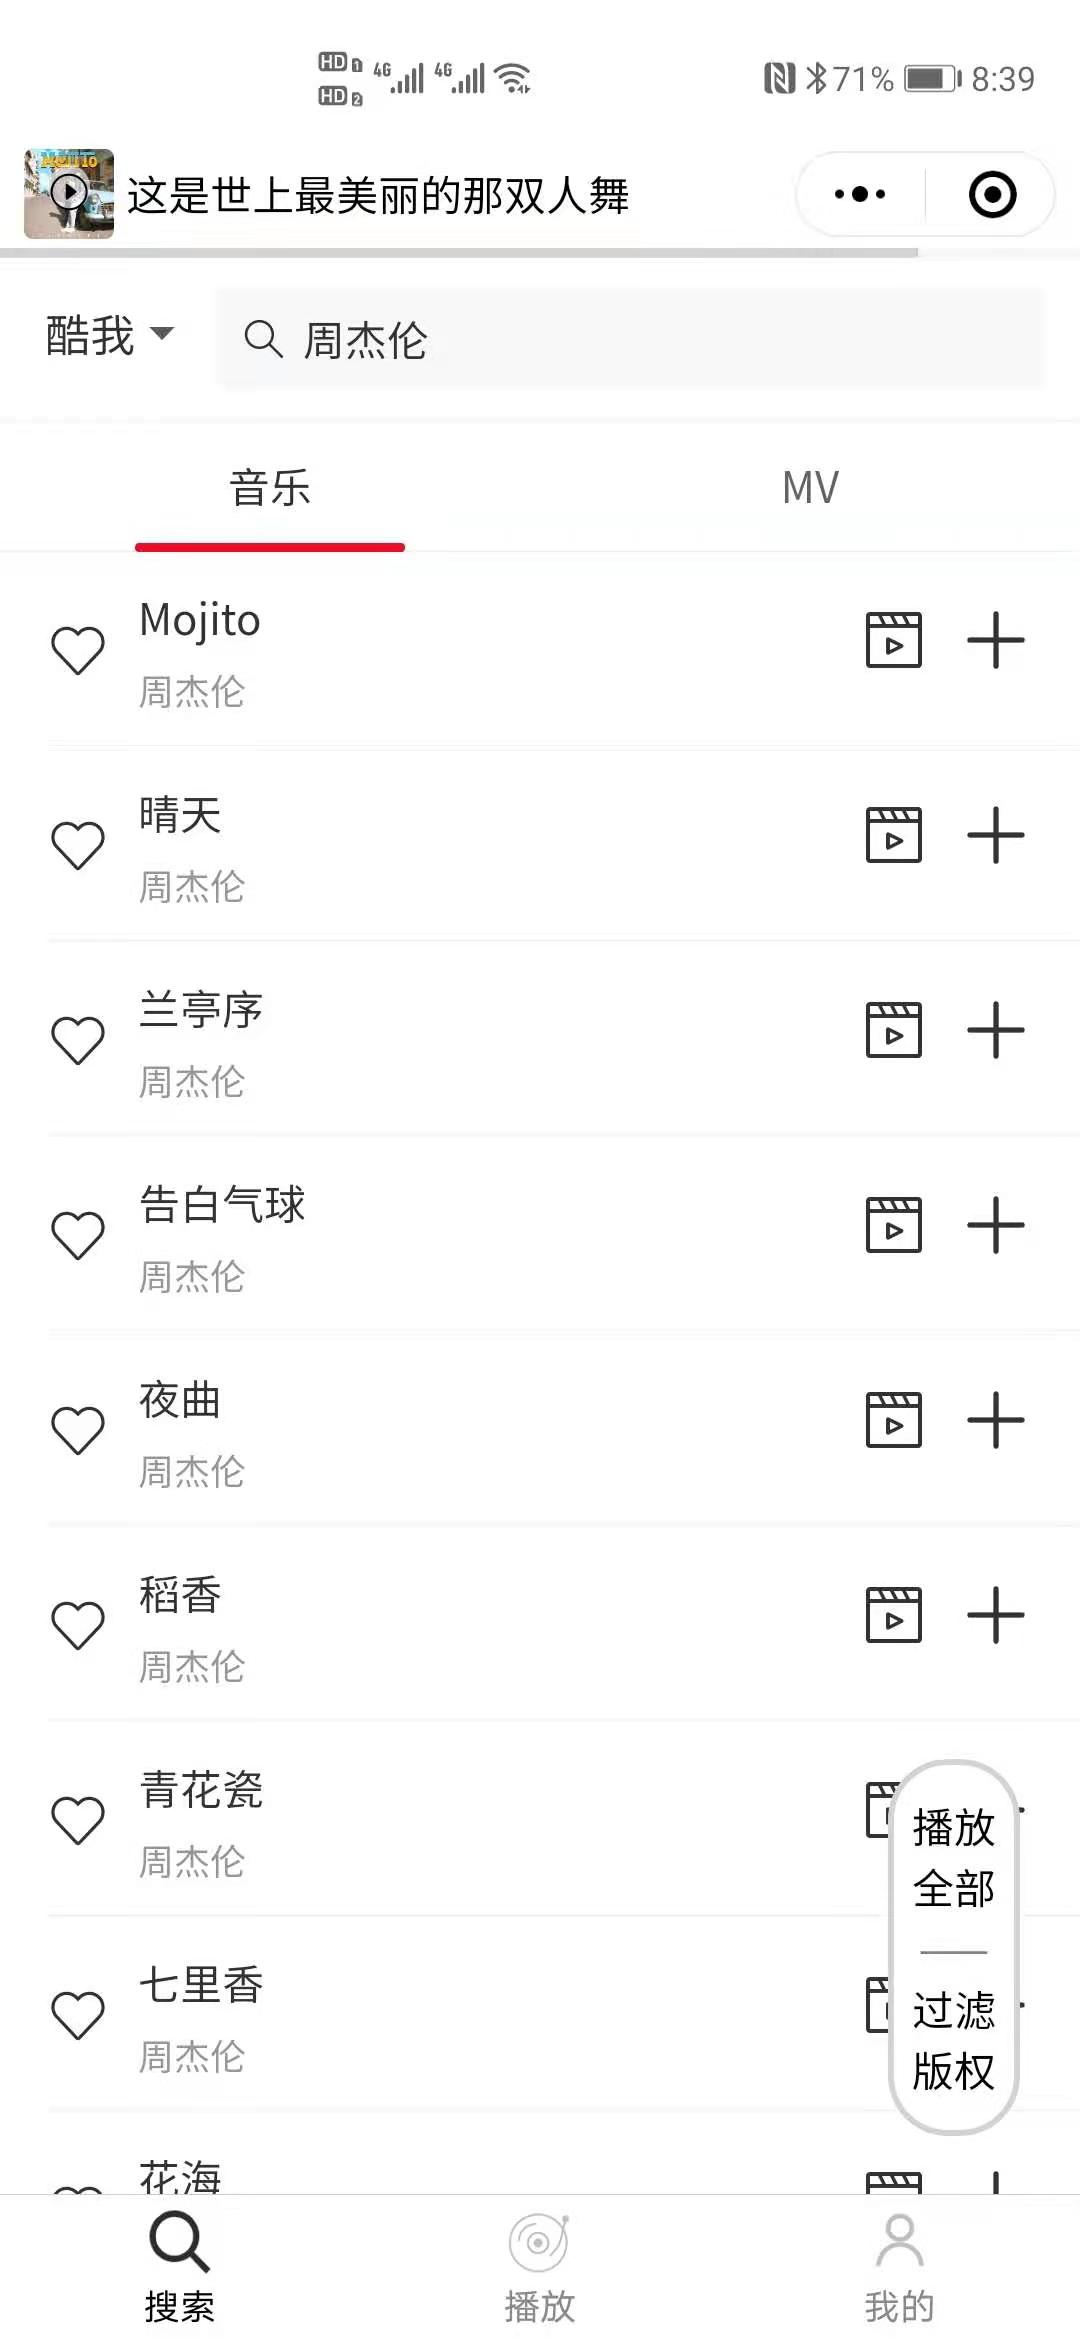 HD 1 4G 4G
HD 2
71% 8:39
Mojito
这是世上最美丽的那双人舞
酷我
周杰伦
音乐
MV
Mojito
周杰伦
晴天
周杰伦
兰亭序
周杰伦
告白气球
周杰伦
夜曲
周杰伦
稻香
周杰伦
青花瓷
周杰伦
七里香
周杰伦
播放
全部
过滤
版权
花海
搜索
播放
我的